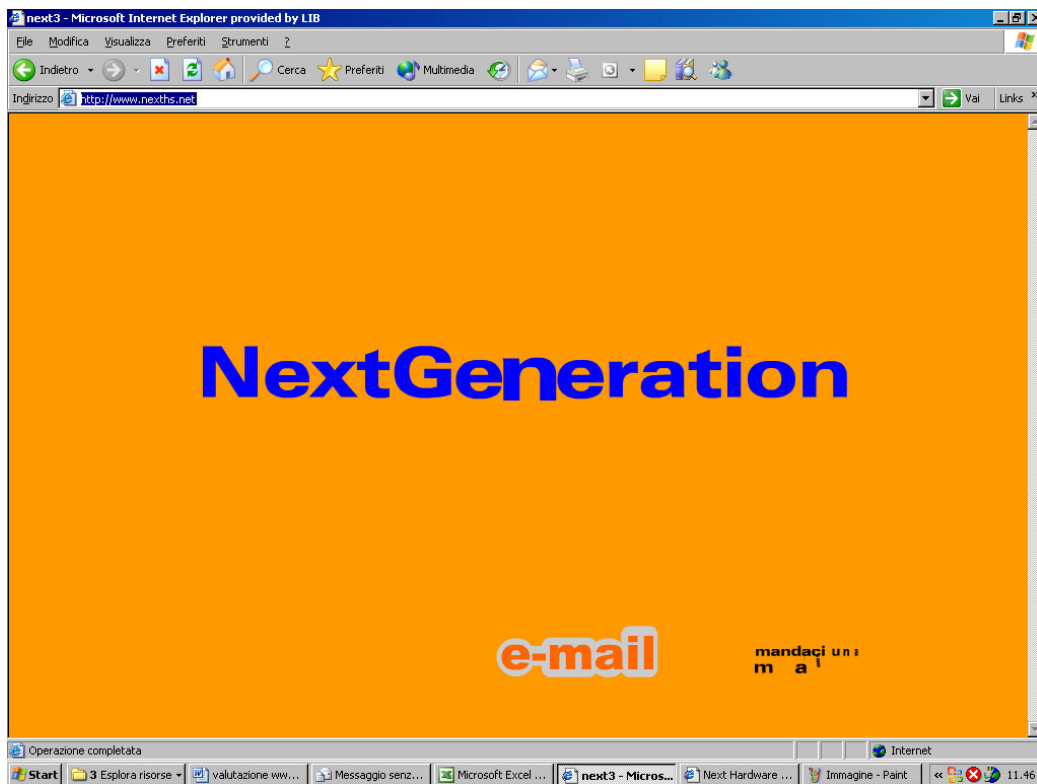 next3 - Microsoft Internet Explorer provided by LIB
File Modifica Visualizza Preferiti Strumenti ?
Indietro Cerca Preferiti Multimedia
Indirizzo http://www.nexths.net Vai Links »
NextGeneration
e-mail
mandaci una
m a i
Operazione completata Internet
Start 3 Esplora risorse valutazione ww... Messaggio senz... Microsoft Excel ... next3 - Micros... Next Hardware ... Immagine - Paint « 11.46